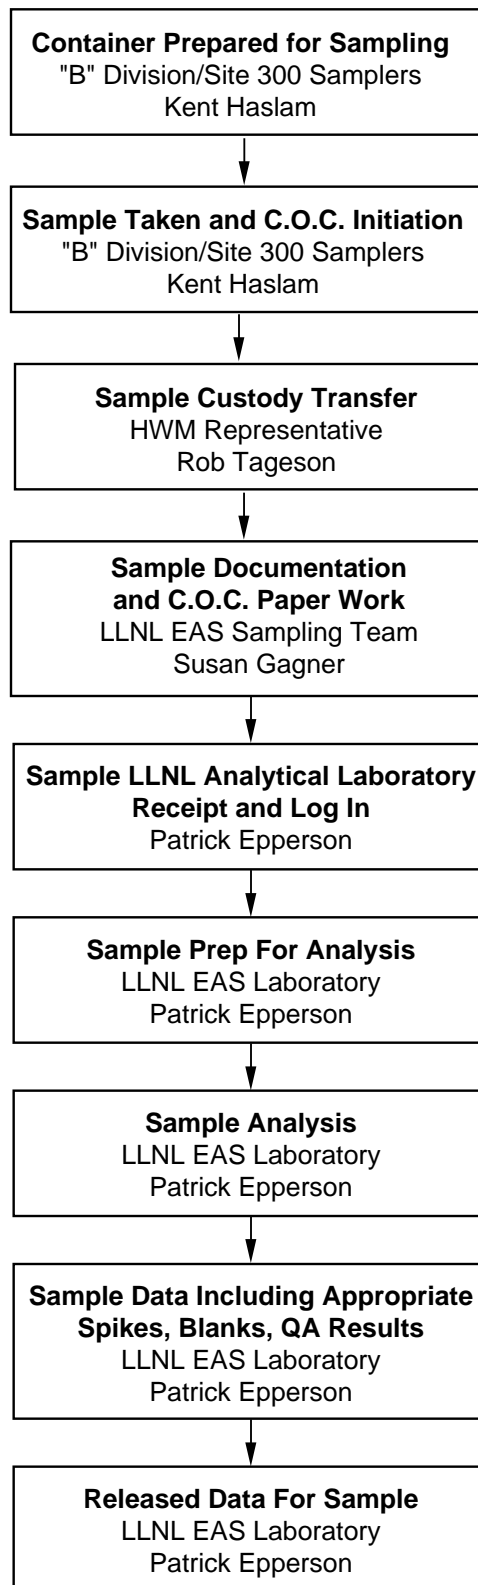 Container Prepared for Sampling
"B" Division/Site 300 Samplers
Kent Haslam
Sample Taken and C.O.C. Initiation
"B" Division/Site 300 Samplers
Kent Haslam
Sample Custody Transfer
HWM Representative
Rob Tageson
Sample Documentation
and C.O.C. Paper Work
LLNL EAS Sampling Team
Susan Gagner
Sample LLNL Analytical Laboratory
Receipt and Log In
Patrick Epperson
Sample Prep For Analysis
LLNL EAS Laboratory
Patrick Epperson
Sample Analysis
LLNL EAS Laboratory
Patrick Epperson
Sample Data Including Appropriate
Spikes, Blanks, QA Results
LLNL EAS Laboratory
Patrick Epperson
Released Data For Sample
LLNL EAS Laboratory
Patrick Epperson